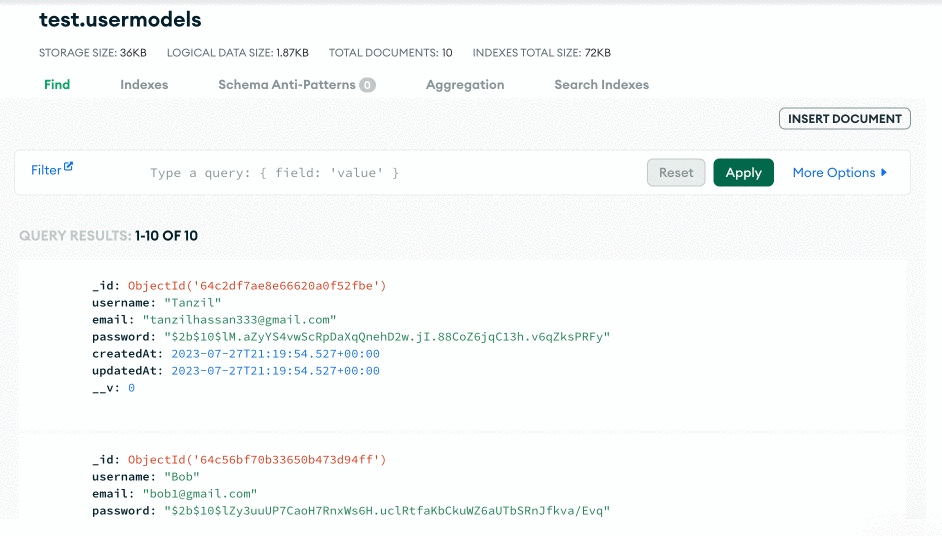 test.usermodels
STORAGE SIZE: 36KB LOGICAL DATA SIZE: 1.87KB TOTAL DOCUMENTS: 10 INDEXES TOTAL SIZE: 72KB
Find Indexes Schema Anti-Patterns 0 Aggregation Search Indexes
INSERT DOCUMENT
Filter Type a query: { field: 'value' } Reset Apply More Options
QUERY RESULTS: 1-10 OF 10
_id: ObjectId('64c2df7ae8e66620a0f52fbe')
username: "Tanzil"
email: "tanzilhassan333@gmail.com"
password: "$2b$10$lM.aZyYS4vwScRpDaXqQnehD2w.jI.88CoZ6jqC13h.v6qZksPRFy"
createdAt: 2023-07-27T21:19:54.527+00:00
updatedAt: 2023-07-27T21:19:54.527+00:00
__v: 0
_id: ObjectId('64c56bf70b33650b473d94ff')
username: "Bob"
email: "bob1@gmail.com"
password: "$2b$10$lZy3uuUP7CaoH7RnxWs6H.uclRtfaKbCkuWZ6aUTbSRnJfkva/Evq"